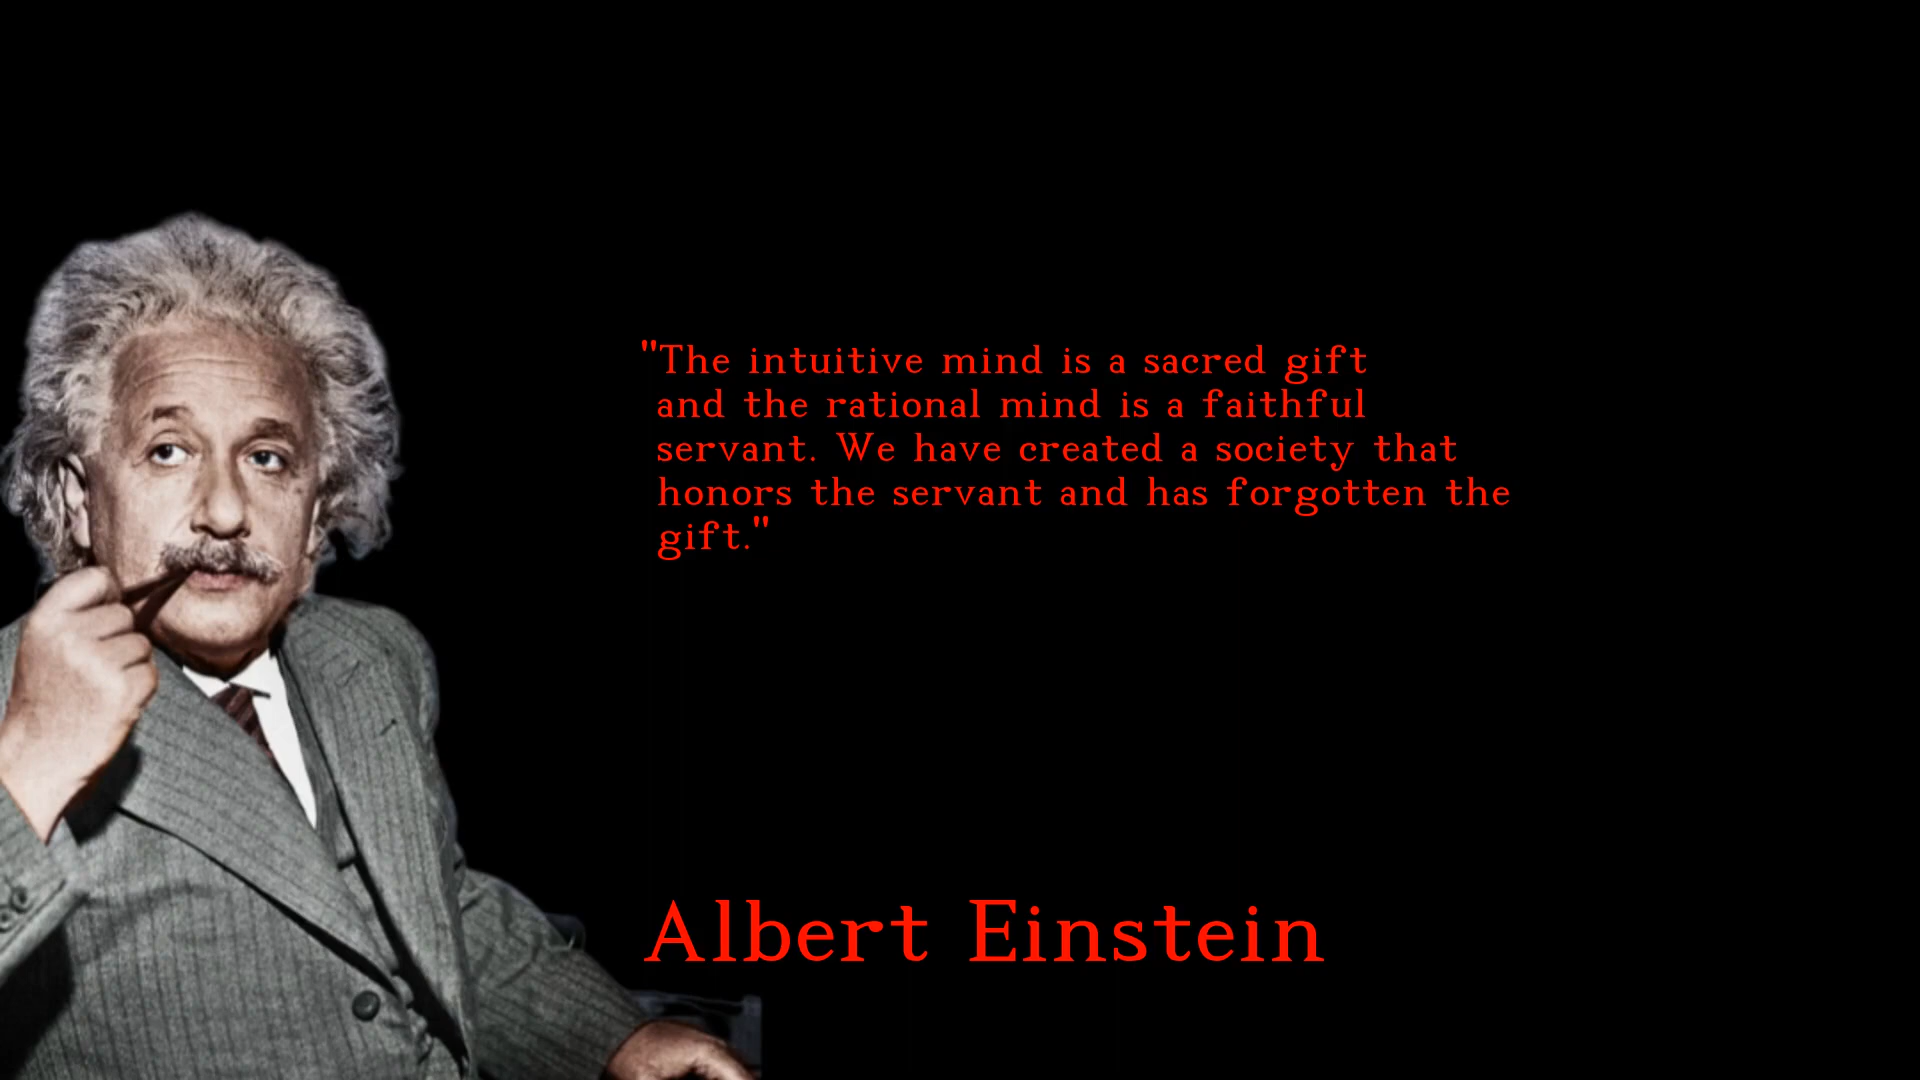 "The intuitive mind is a sacred gift
and the rational mind is a faithful
servant. We have created a society that
honors the servant and has forgotten the
gift."
Albert Einstein